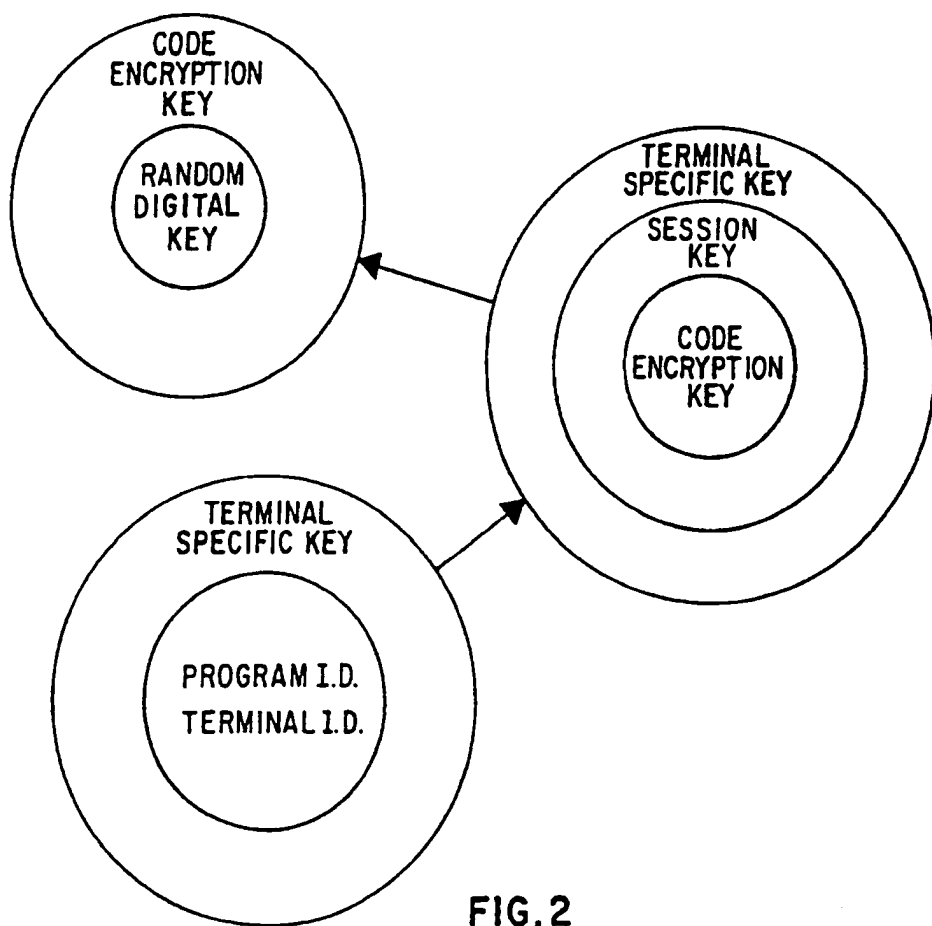 CODE
ENCRYPTION
KEY
RANDOM
DIGITAL
KEY
TERMINAL
SPECIFIC KEY
SESSION
KEY
CODE
ENCRYPTION
KEY
TERMINAL
SPECIFIC KEY
PROGRAM I.D.
TERMINAL I.D.
FIG. 2